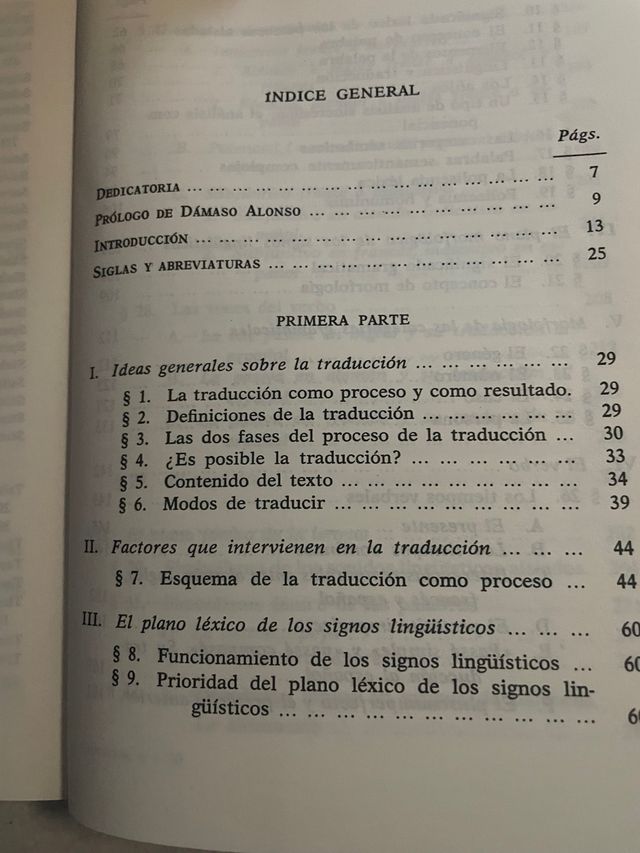 ÍNDICE GENERAL
Págs.
DEDICATORIA ... ... ... ... ... ... ... ... ... ... ... ... ... ... ... ... 7
PRÓLOGO DE DÁMASO ALONSO ... ... ... ... ... ... ... ... ... ... ... 9
INTRODUCCIÓN ... ... ... ... ... ... ... ... ... ... ... ... ... ... ... ... 13
SIGLAS Y ABREVIATURAS ... ... ... ... ... ... ... ... ... ... ... ... ... 25
PRIMERA PARTE
I. Ideas generales sobre la traducción ... ... ... ... ... ... 29
§ 1. La traducción como proceso y como resultado. 29
§ 2. Definiciones de la traducción ... ... ... ... ... ... 29
§ 3. Las dos fases del proceso de la traducción ... 30
§ 4. ¿Es posible la traducción? ... ... ... ... ... ... ... 33
§ 5. Contenido del texto ... ... ... ... ... ... ... ... ... 34
§ 6. Modos de traducir ... ... ... ... ... ... ... ... ... 39
II. Factores que intervienen en la traducción ... ... ... 44
§ 7. Esquema de la traducción como proceso ... 44
III. El plano léxico de los signos lingüísticos ... ... ... 60
§ 8. Funcionamiento de los signos lingüísticos ... 60
§ 9. Prioridad del plano léxico de los signos lin-
güísticos ... ... ... ... ... ... ... ... ... ... ...